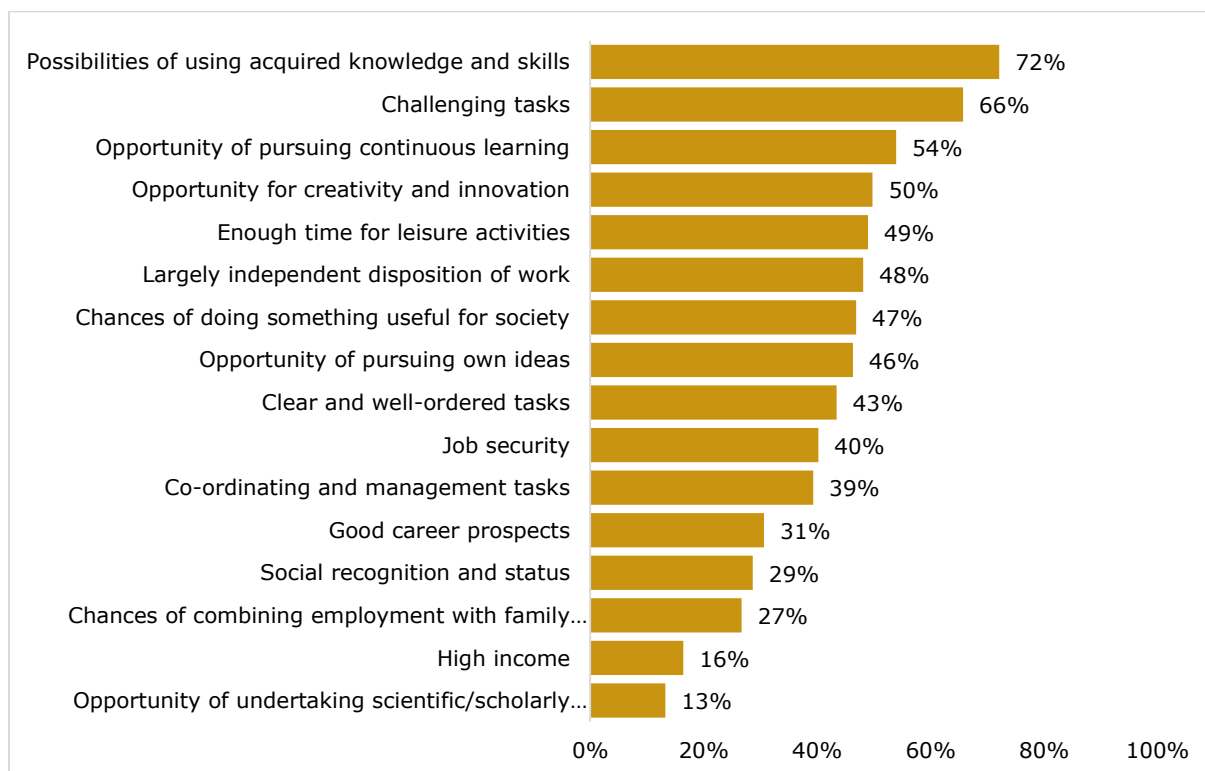 Possibilities of using acquired knowledge and skills 72%
Challenging tasks 66%
Opportunity of pursuing continuous learning 54%
Opportunity for creativity and innovation 50%
Enough time for leisure activities 49%
Largely independent disposition of work 48%
Chances of doing something useful for society 47%
Opportunity of pursuing own ideas 46%
Clear and well-ordered tasks 43%
Job security 40%
Co-ordinating and management tasks 39%
Good career prospects 31%
Social recognition and status 29%
Chances of combining employment with family… 27%
High income 16%
Opportunity of undertaking scientific/scholarly… 13%
0% 20% 40% 60% 80% 100%